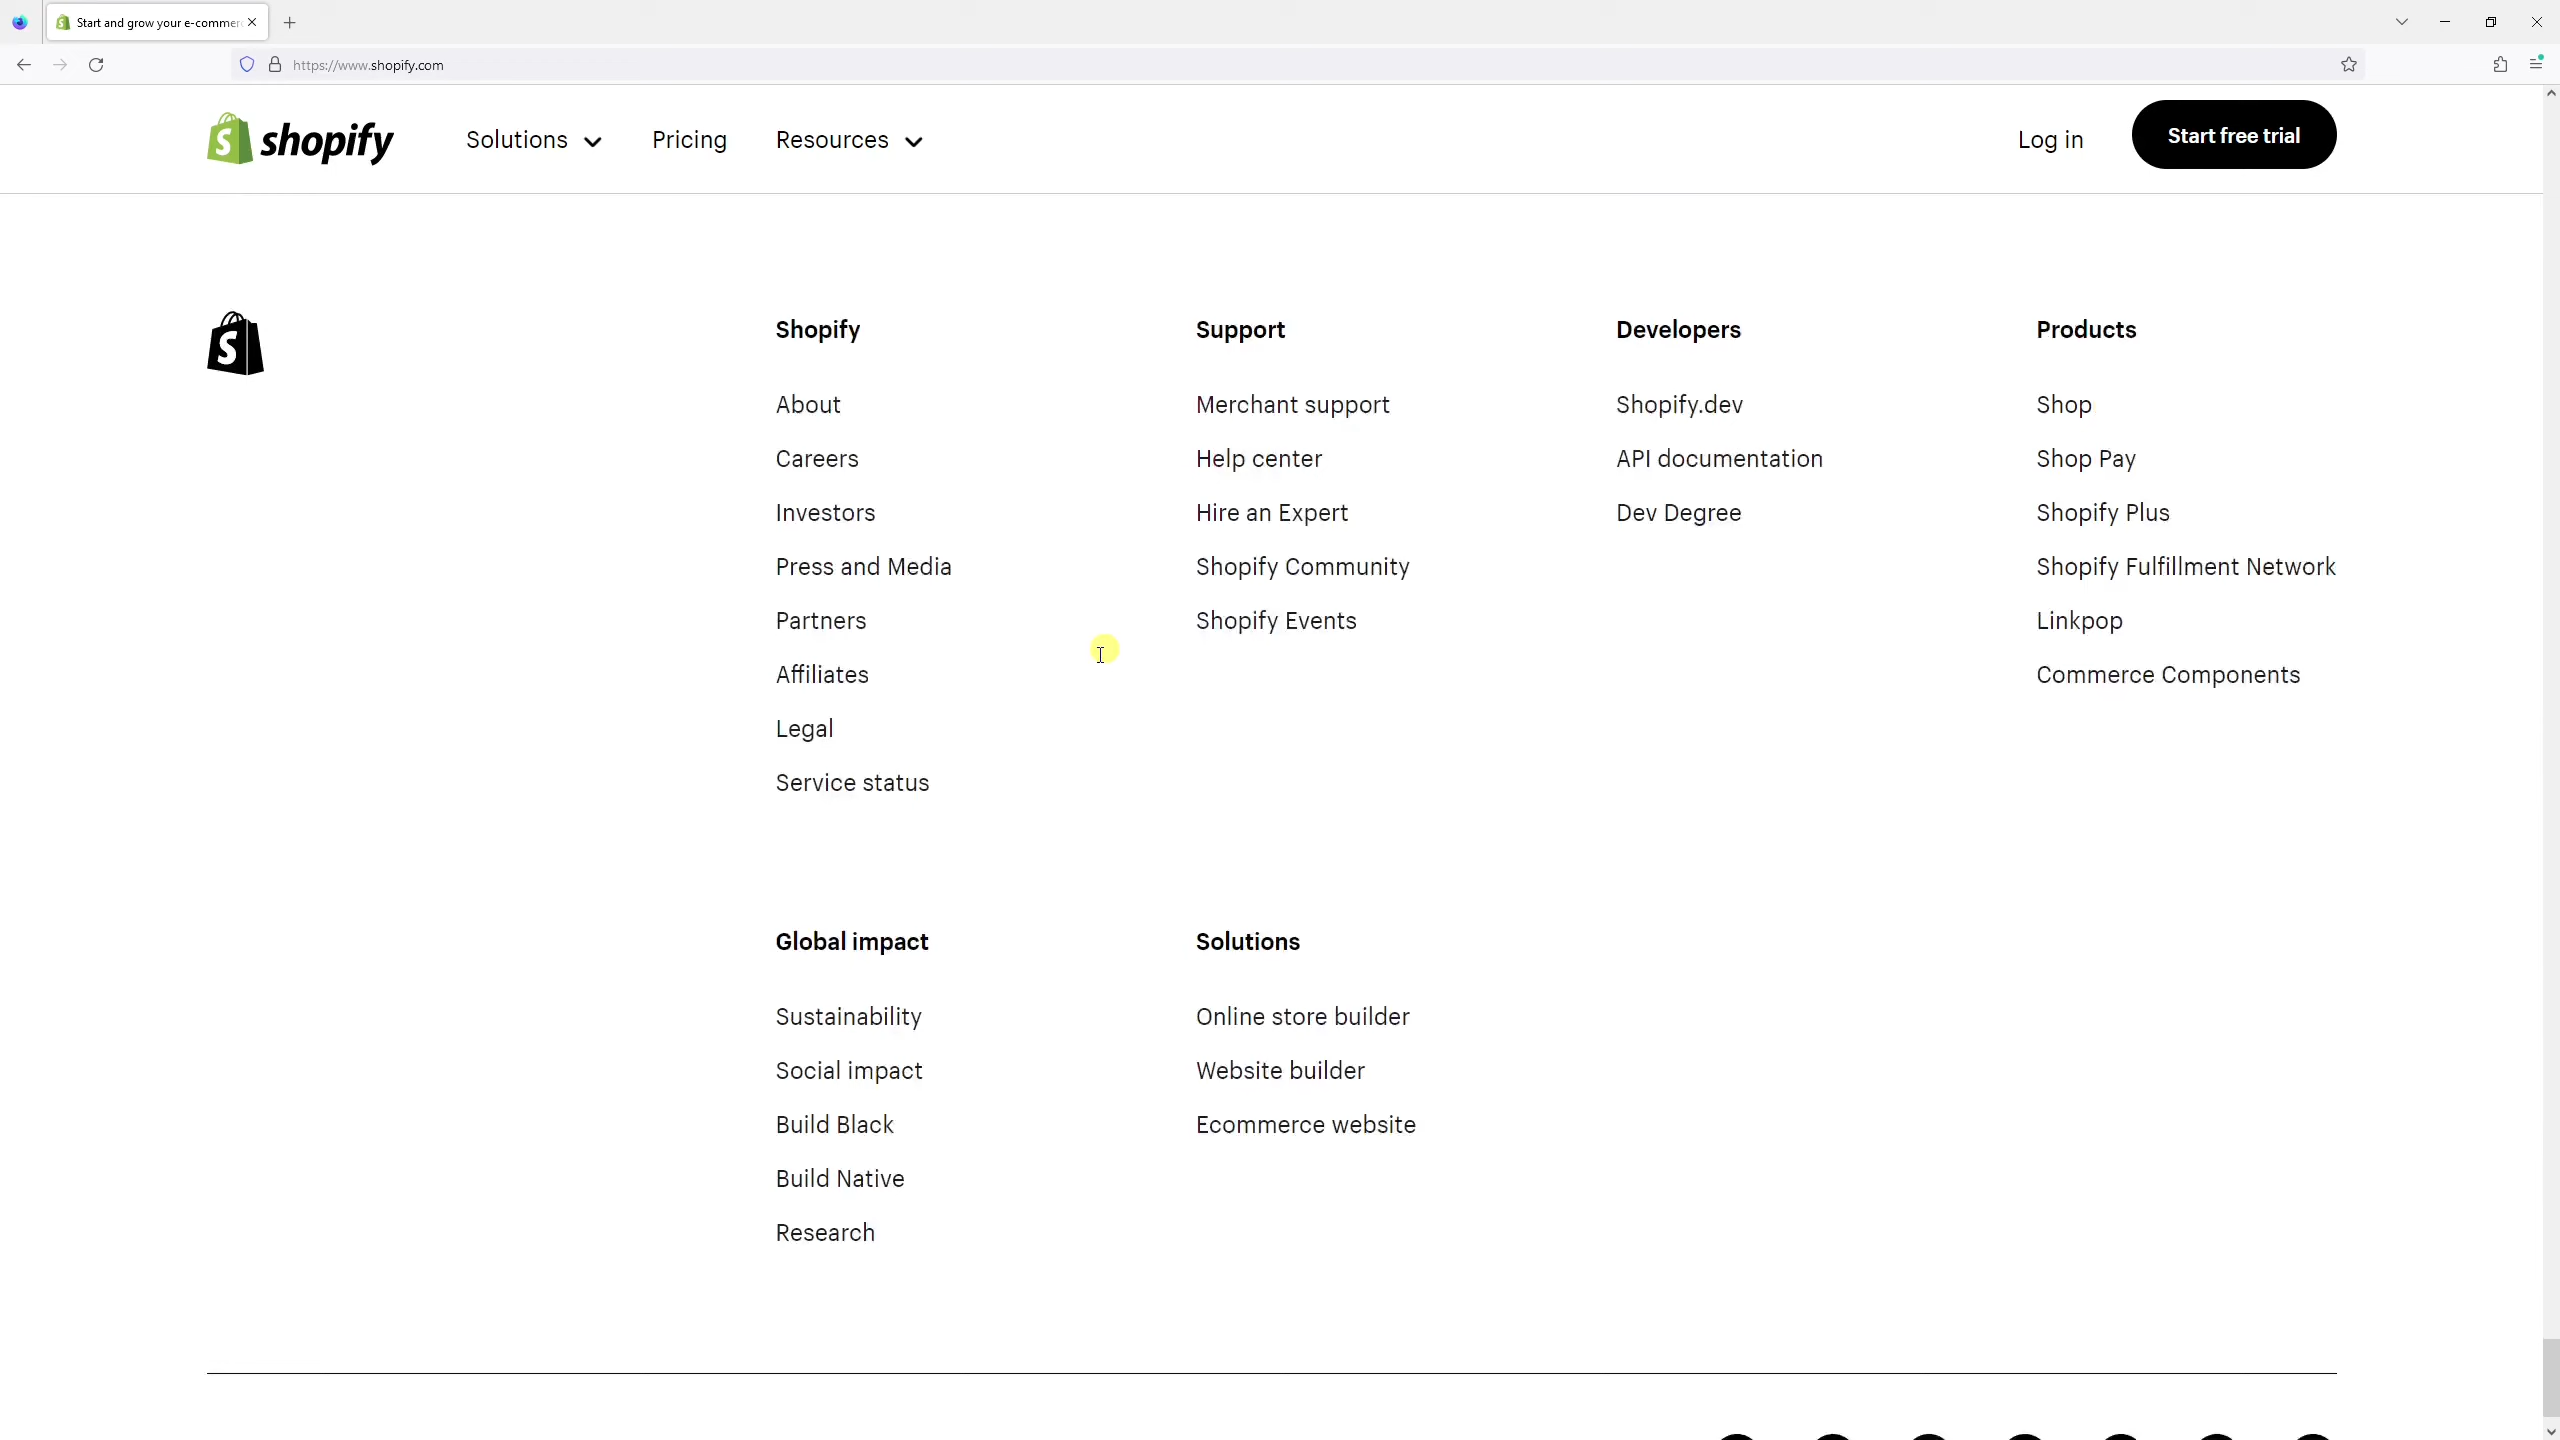 Start and grow your e-commer
https://www.shopify.com
shopify
Solutions
Pricing
Resources
Log in
Start free trial
Shopify
About
Careers
Investors
Press and Media
Partners
Affiliates
Legal
Service status
Support
Merchant support
Help center
Hire an Expert
Shopify Community
Shopify Events
Developers
Shopify.dev
API documentation
Dev Degree
Products
Shop
Shop Pay
Shopify Plus
Shopify Fulfillment Network
Linkpop
Commerce Components
Global impact
Sustainability
Social impact
Build Black
Build Native
Research
Solutions
Online store builder
Website builder
Ecommerce website